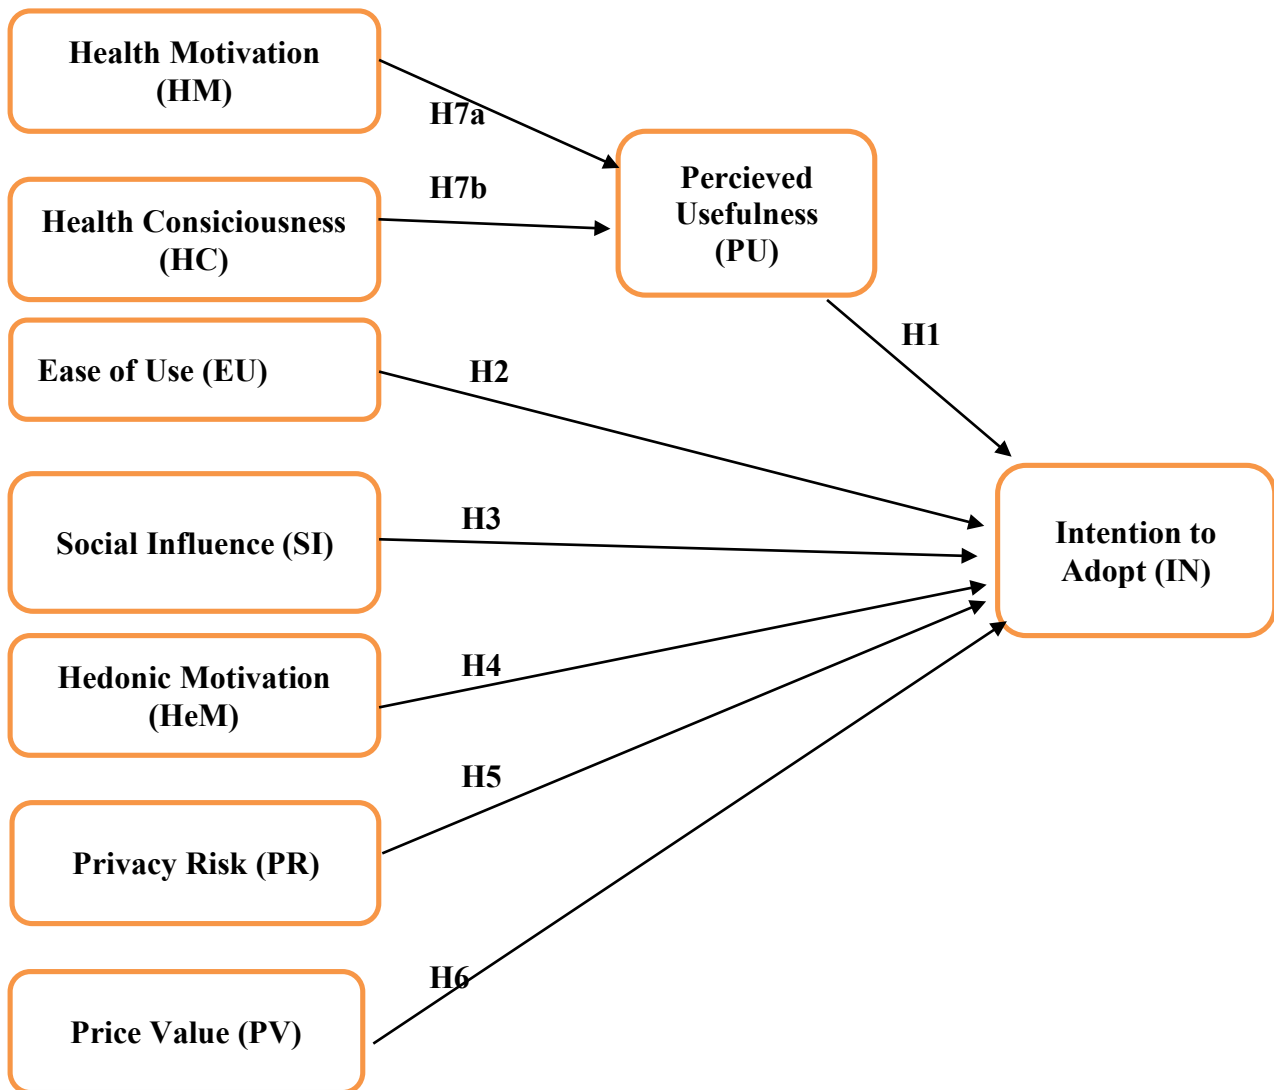 Health Motivation
(HM)
H7a
Percieved
Usefulness
(PU)
H7b
Health Consiciousness
(HC)
H1
Ease of Use (EU)
H2
Social Influence (SI)
H3
Intention to
Adopt (IN)
Hedonic Motivation
(HeM)
H4
H5
Privacy Risk (PR)
H6
Price Value (PV)